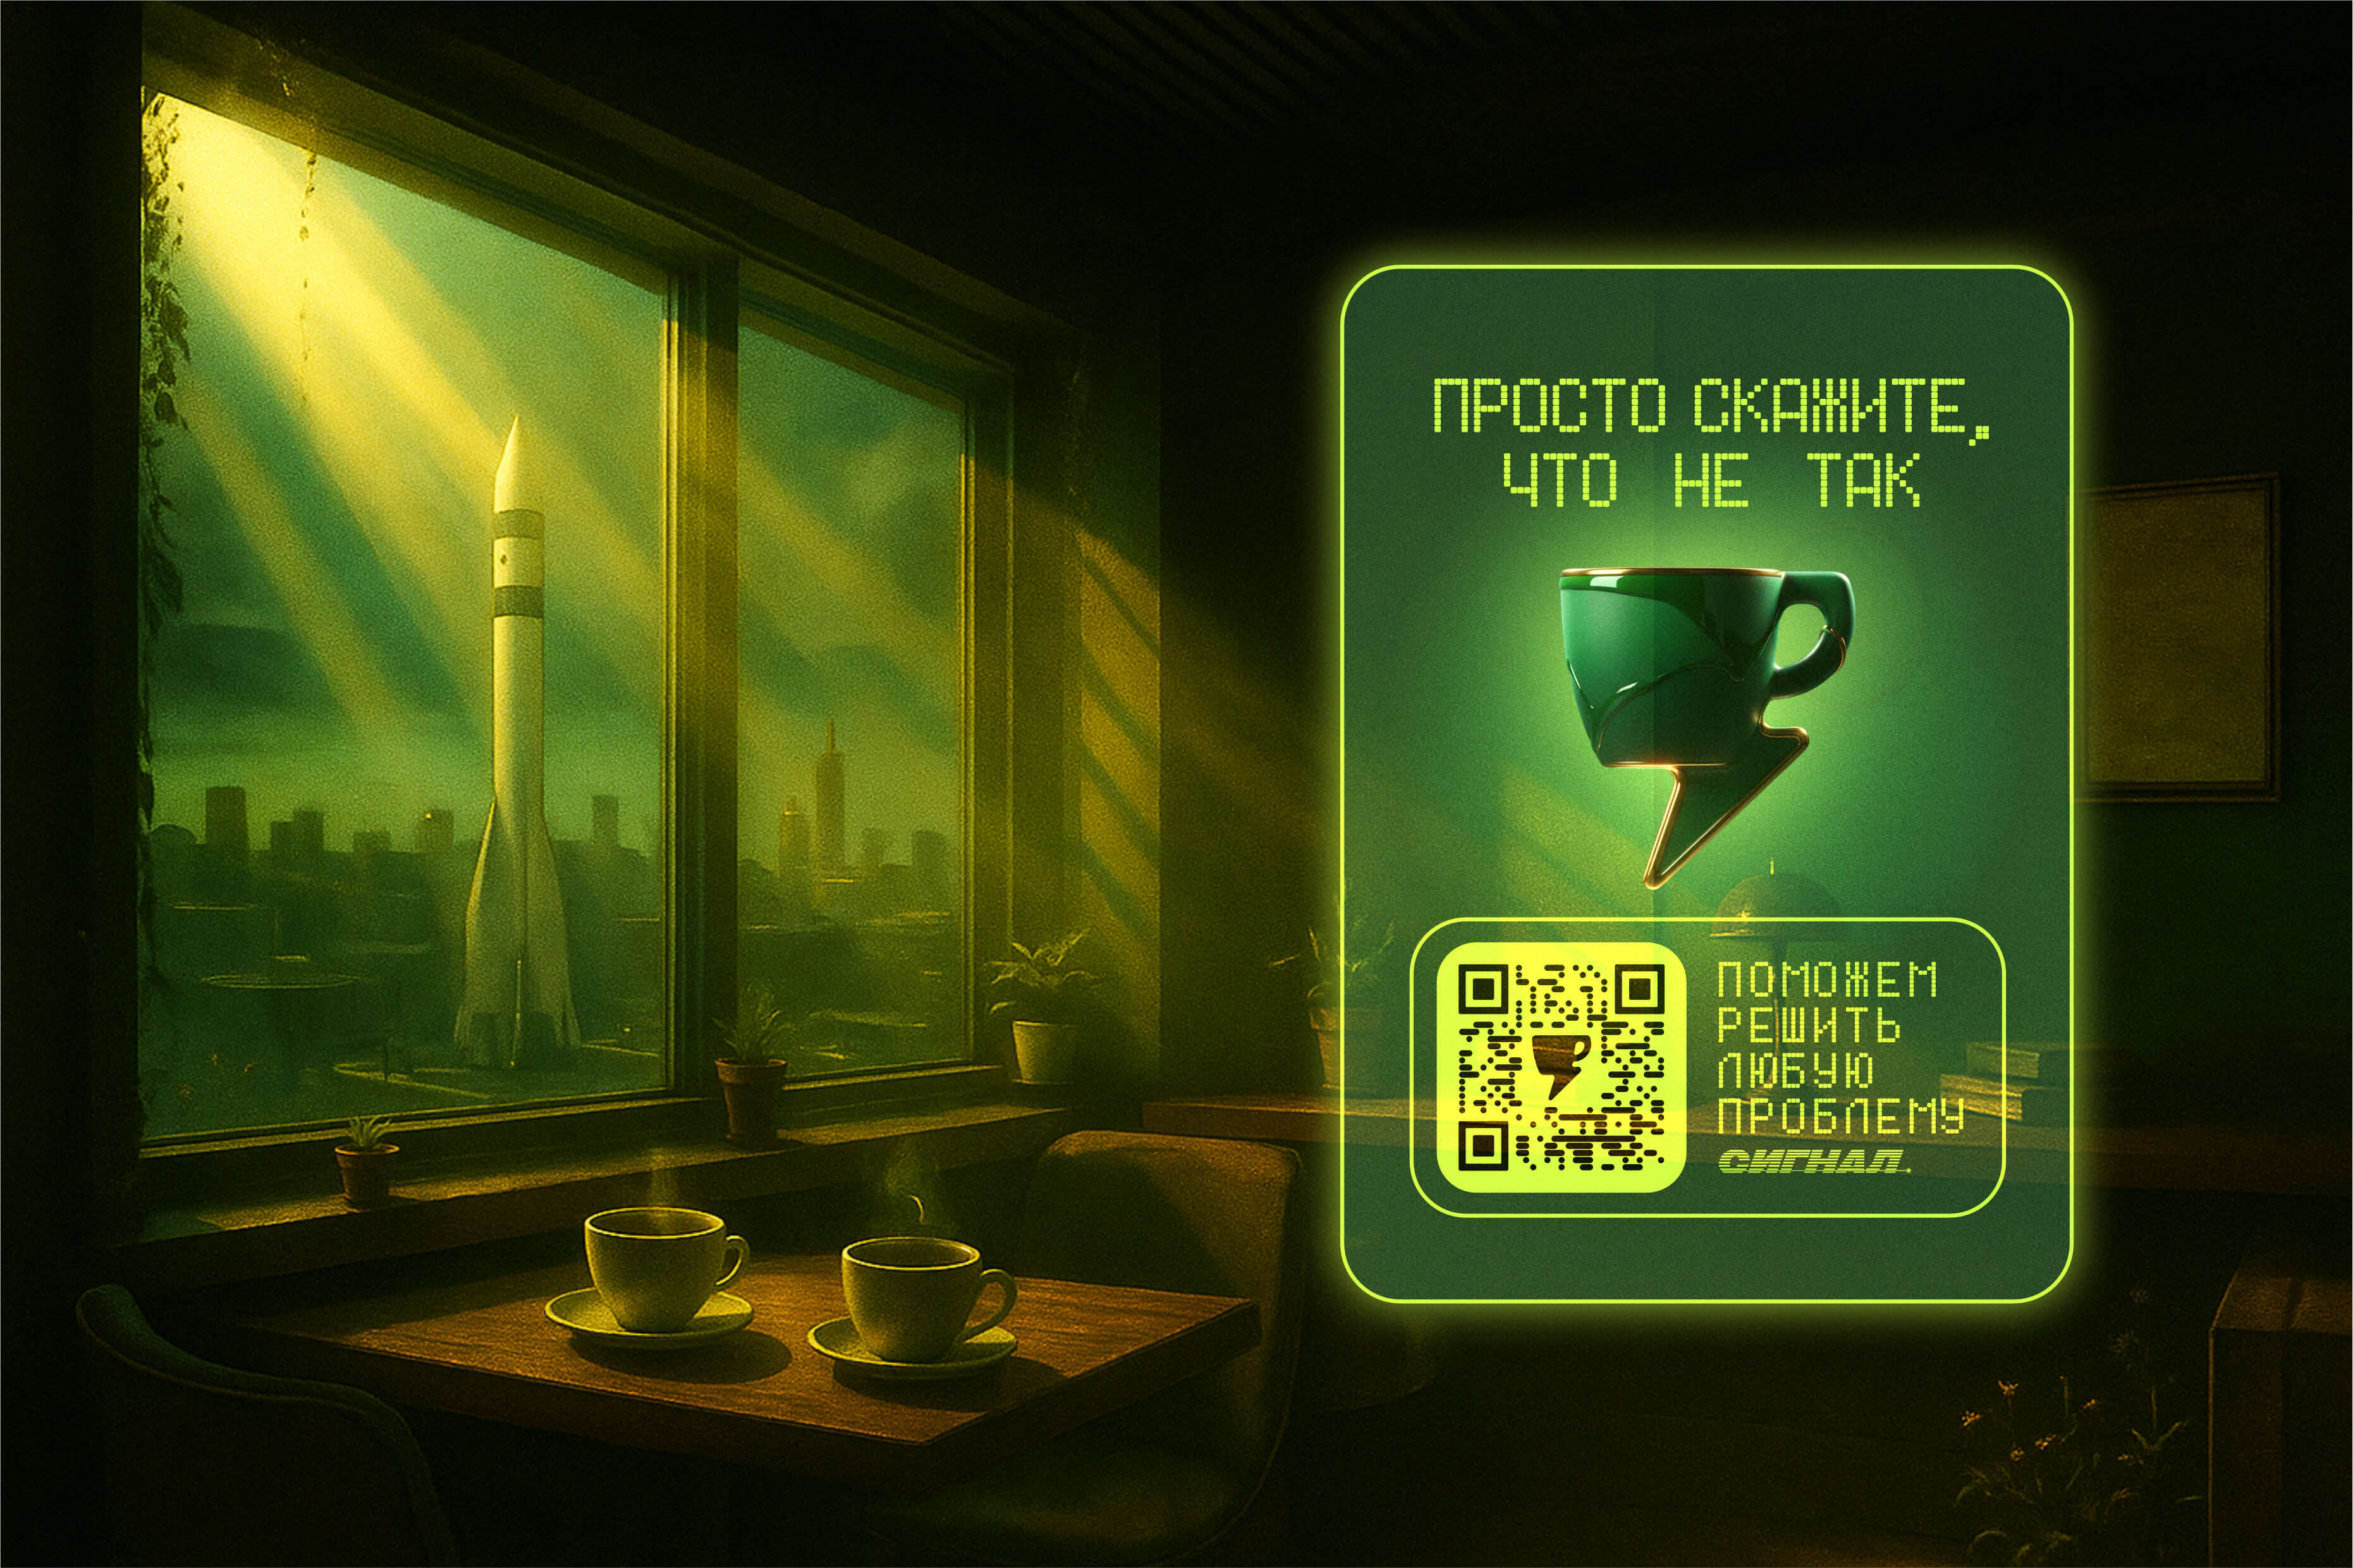 ПРОСТО СКАЖИТЕ,
ЧТО НЕ ТАК
ПОМОЖЕМ
РЕШИТЬ
ЛЮБУЮ
ПРОБЛЕМУ
СИГНАЛ.